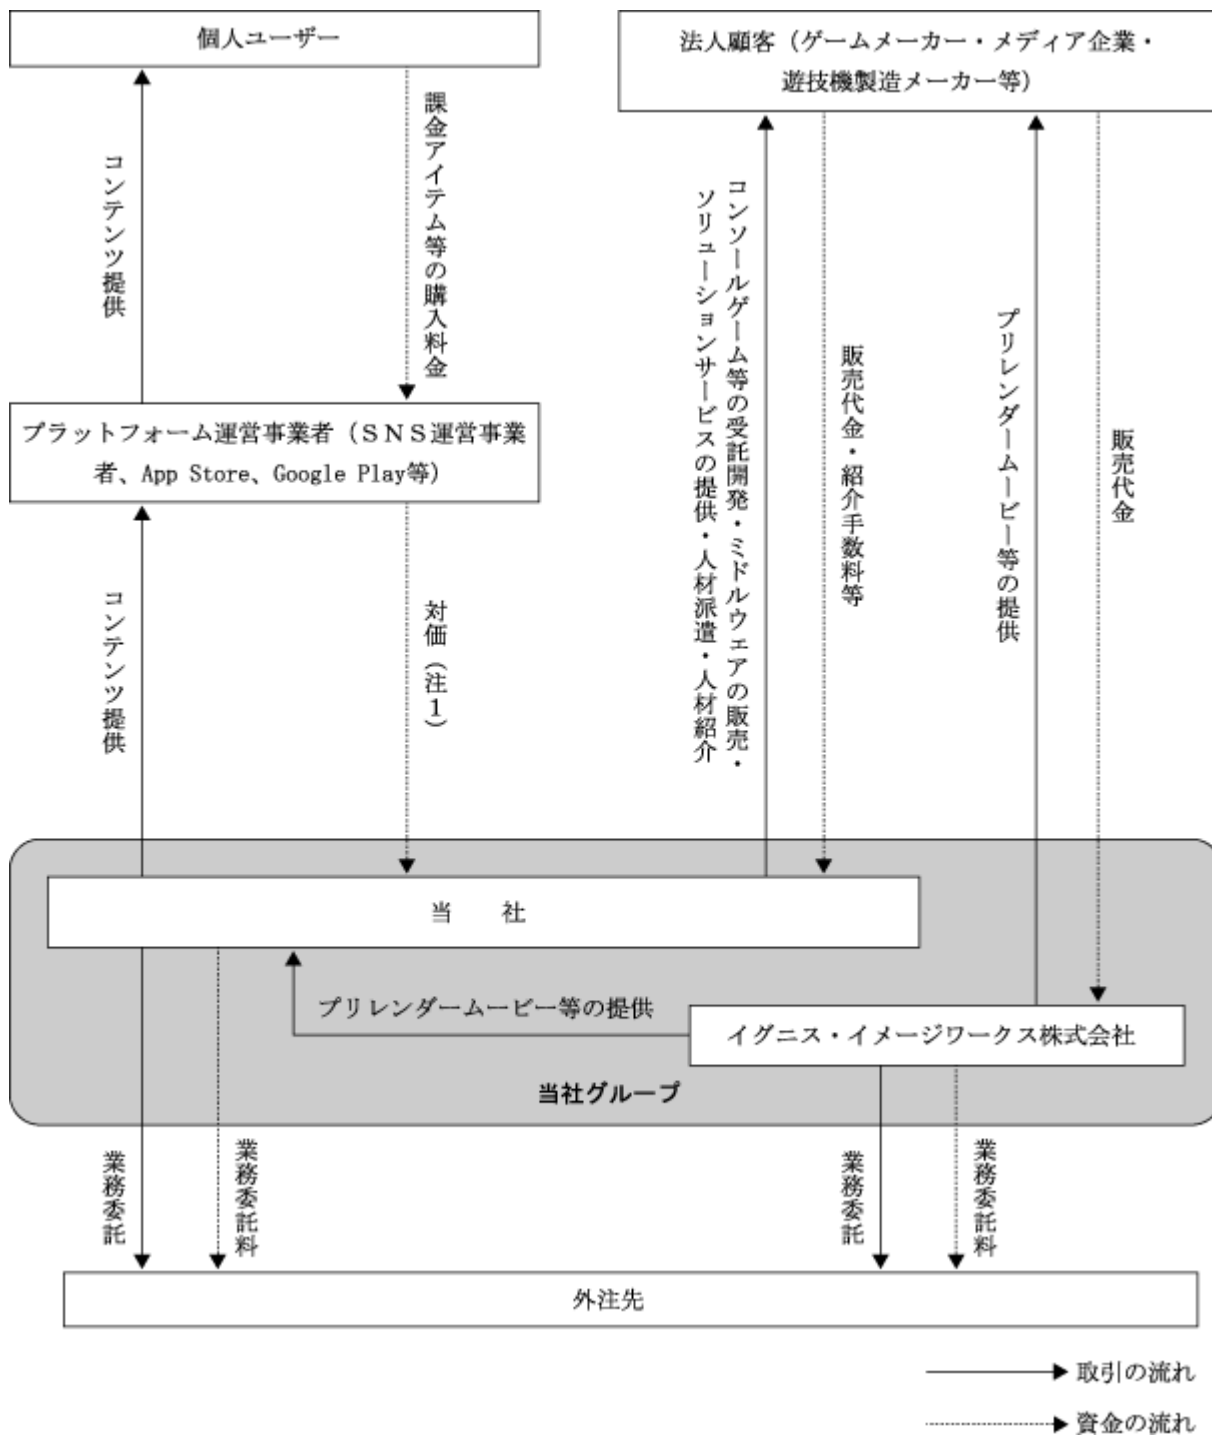 個人ユーザー
法人顧客（ゲームメーカー・メディア企業・
遊技機製造メーカー等）
コンテンツ提供
課金アイテム等の購入料金
コンソールゲーム等の受託開発・ミドルウェアの販売・
ソリューションサービスの提供・人材派遣・人材紹介
販売代金・紹介手数料等
プリレンダームービー等の提供
販売代金
プラットフォーム運営事業者（ＳＮＳ運営事業
者、App Store、Google Play等）
コンテンツ提供
対価（注１）
当　　社
プリレンダームービー等の提供
イグニス・イメージワークス株式会社
当社グループ
業務委託
業務委託料
業務委託
業務委託料
外注先
取引の流れ
資金の流れ